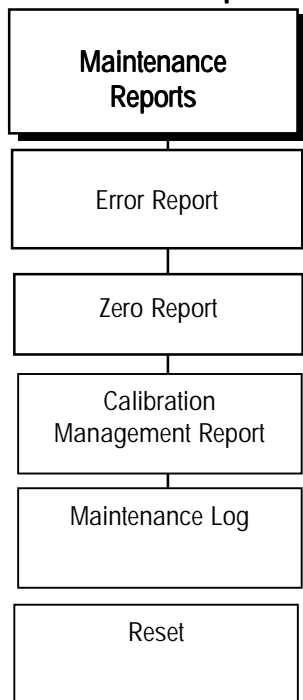 Maintenance
Reports
Error Report
Zero Report
Calibration
Management Report
Maintenance Log
Reset